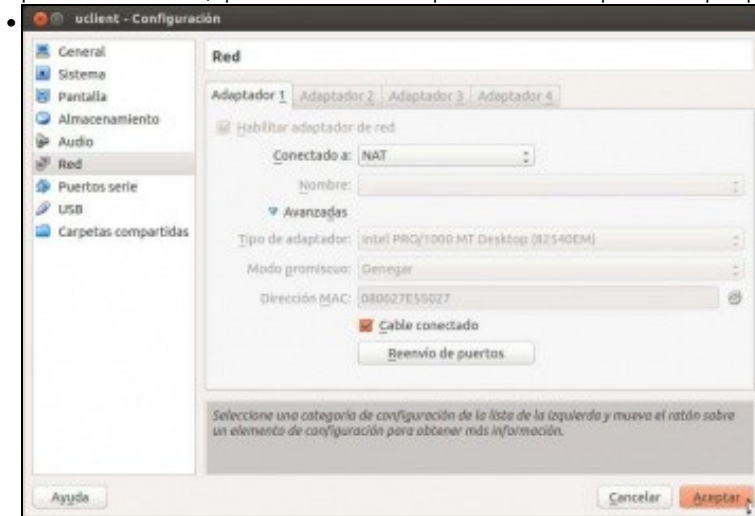 uclient - Configuración
General
Sistema
Pantalla
Almacenamiento
Audio
Red
Puertos serie
USB
Carpetas compartidas
Red
Adaptador 1 Adaptador 2 Adaptador 3 Adaptador 4
Habilitar adaptador de red
Conectado a: NAT
Nombre:
Avanzadas
Tipo de adaptador: Intel PRO/1000 MT Desktop (82540EM)
Modo promiscuo: Denegar
Dirección MAC: 080027E55027
Cable conectado
Reenvío de puertos
Seleccione una categoría de configuración de la lista de la izquierda y mueva el ratón sobre
un elemento de configuración para obtener más información.
Ayuda Cancelar Aceptar